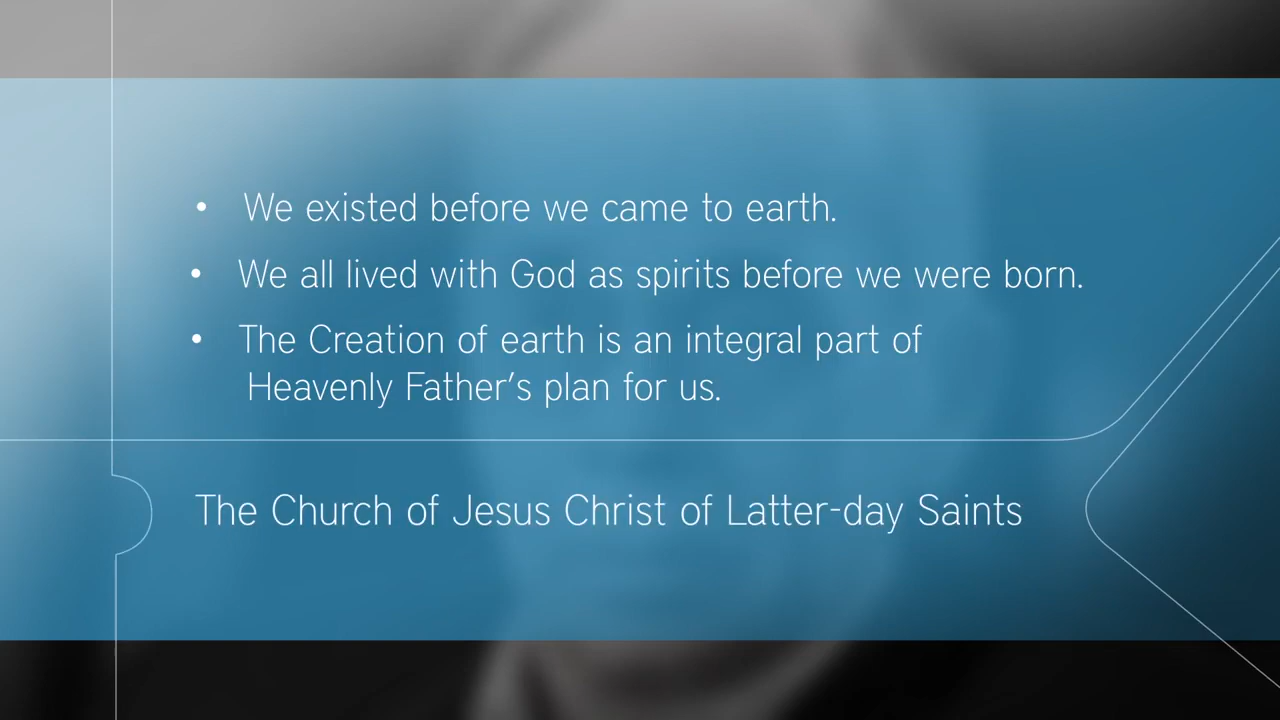 • We existed before we came to earth.
• We all lived with God as spirits before we were born.
• The Creation of earth is an integral part of
Heavenly Father's plan for us.
The Church of Jesus Christ of Latter-day Saints